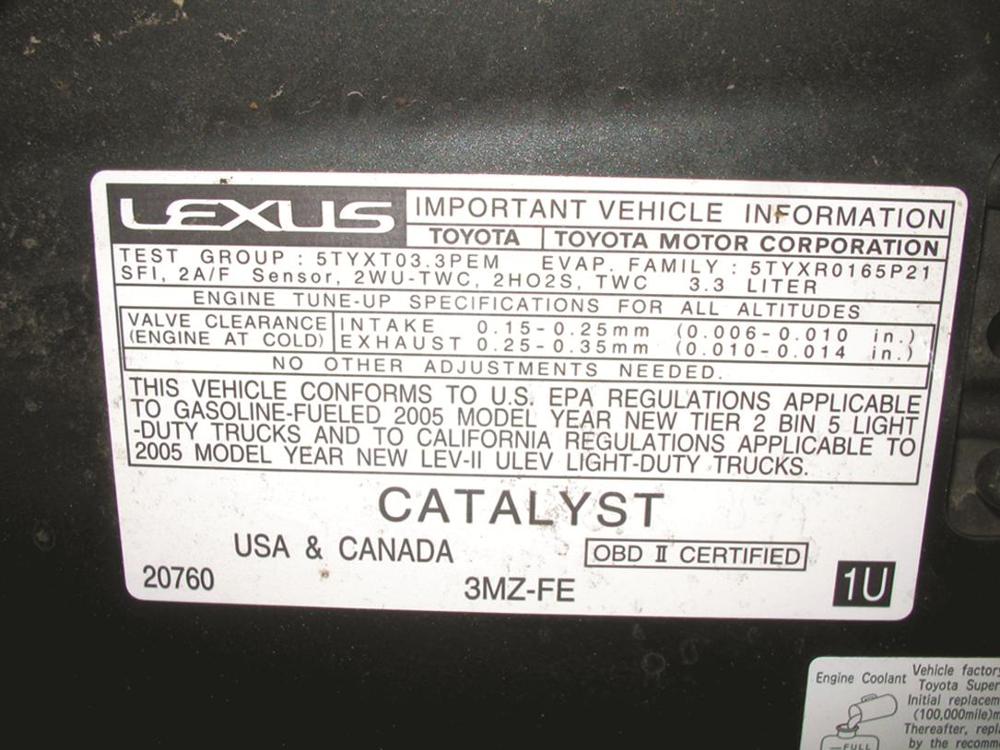 LEXUS IMPORTANT VEHICLE INFORMATION
TOYOTA TOYOTA MOTOR CORPORATION
TEST GROUP : 5TYXT03.3PEM EVAP. FAMILY : 5TYXR0165P21
SFI, 2A/F Sensor, 2WU-TWC, 2HO2S, TWC 3.3 LITER
ENGINE TUNE-UP SPECIFICATIONS FOR ALL ALTITUDES
VALVE CLEARANCE INTAKE 0.15-0.25mm (0.006-0.010 in.)
(ENGINE AT COLD) EXHAUST 0.25-0.35mm (0.010-0.014 in.)
NO OTHER ADJUSTMENTS NEEDED.
THIS VEHICLE CONFORMS TO U.S. EPA REGULATIONS APPLICABLE
TO GASOLINE-FUELED 2005 MODEL YEAR NEW TIER 2 BIN 5 LIGHT
-DUTY TRUCKS AND TO CALIFORNIA REGULATIONS APPLICABLE TO
2005 MODEL YEAR NEW LEV-II ULEV LIGHT-DUTY TRUCKS.
CATALYST
USA & CANADA OBD II CERTIFIED
20760 3MZ-FE 1U
Engine Coolant
Vehicle factory
Toyota Super
Initial replacem
(100,000mile)m
Thereafter, repl
by the recomm
FULL